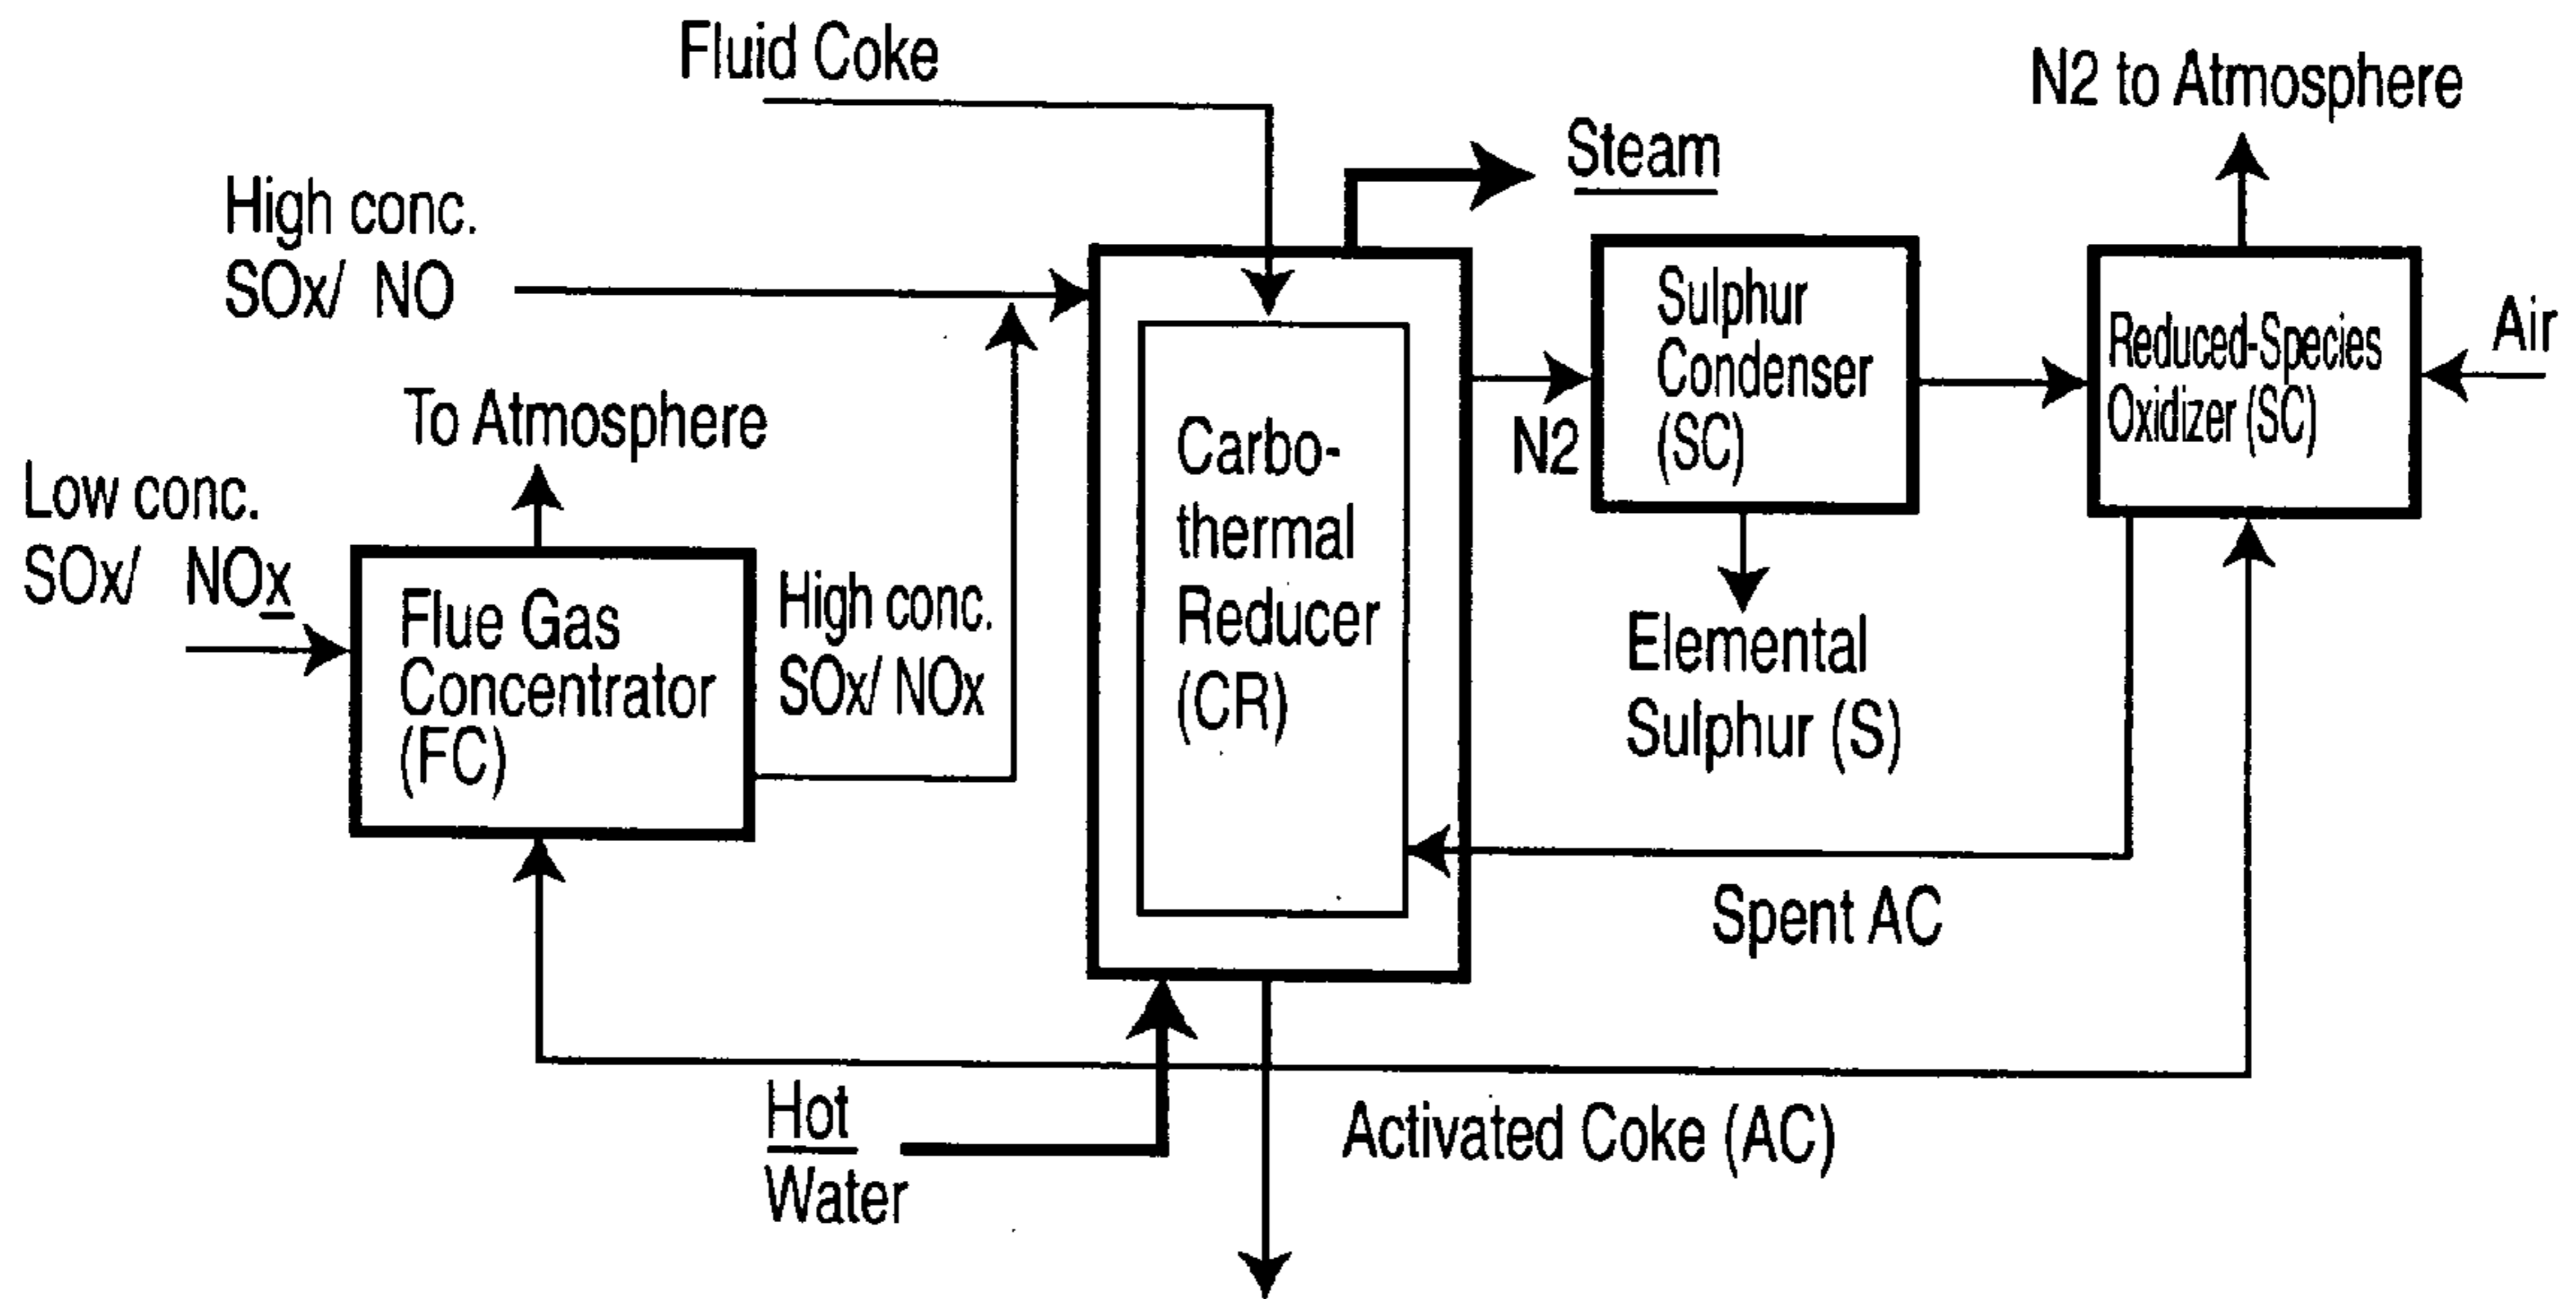 Fluid Coke
N2 to Atmosphere
Steam
High conc.
SOx/ NO
Sulphur
Condenser
(SC)
Reduced-Species
Oxidizer (SC)
Air
To Atmosphere
N2
Carbo-
thermal
Reducer
(CR)
Low conc.
SOx/ NOx
Flue Gas
Concentrator
(FC)
High conc.
SOx/ NOx
Elemental
Sulphur (S)
Spent AC
Hot
Water
Activated Coke (AC)